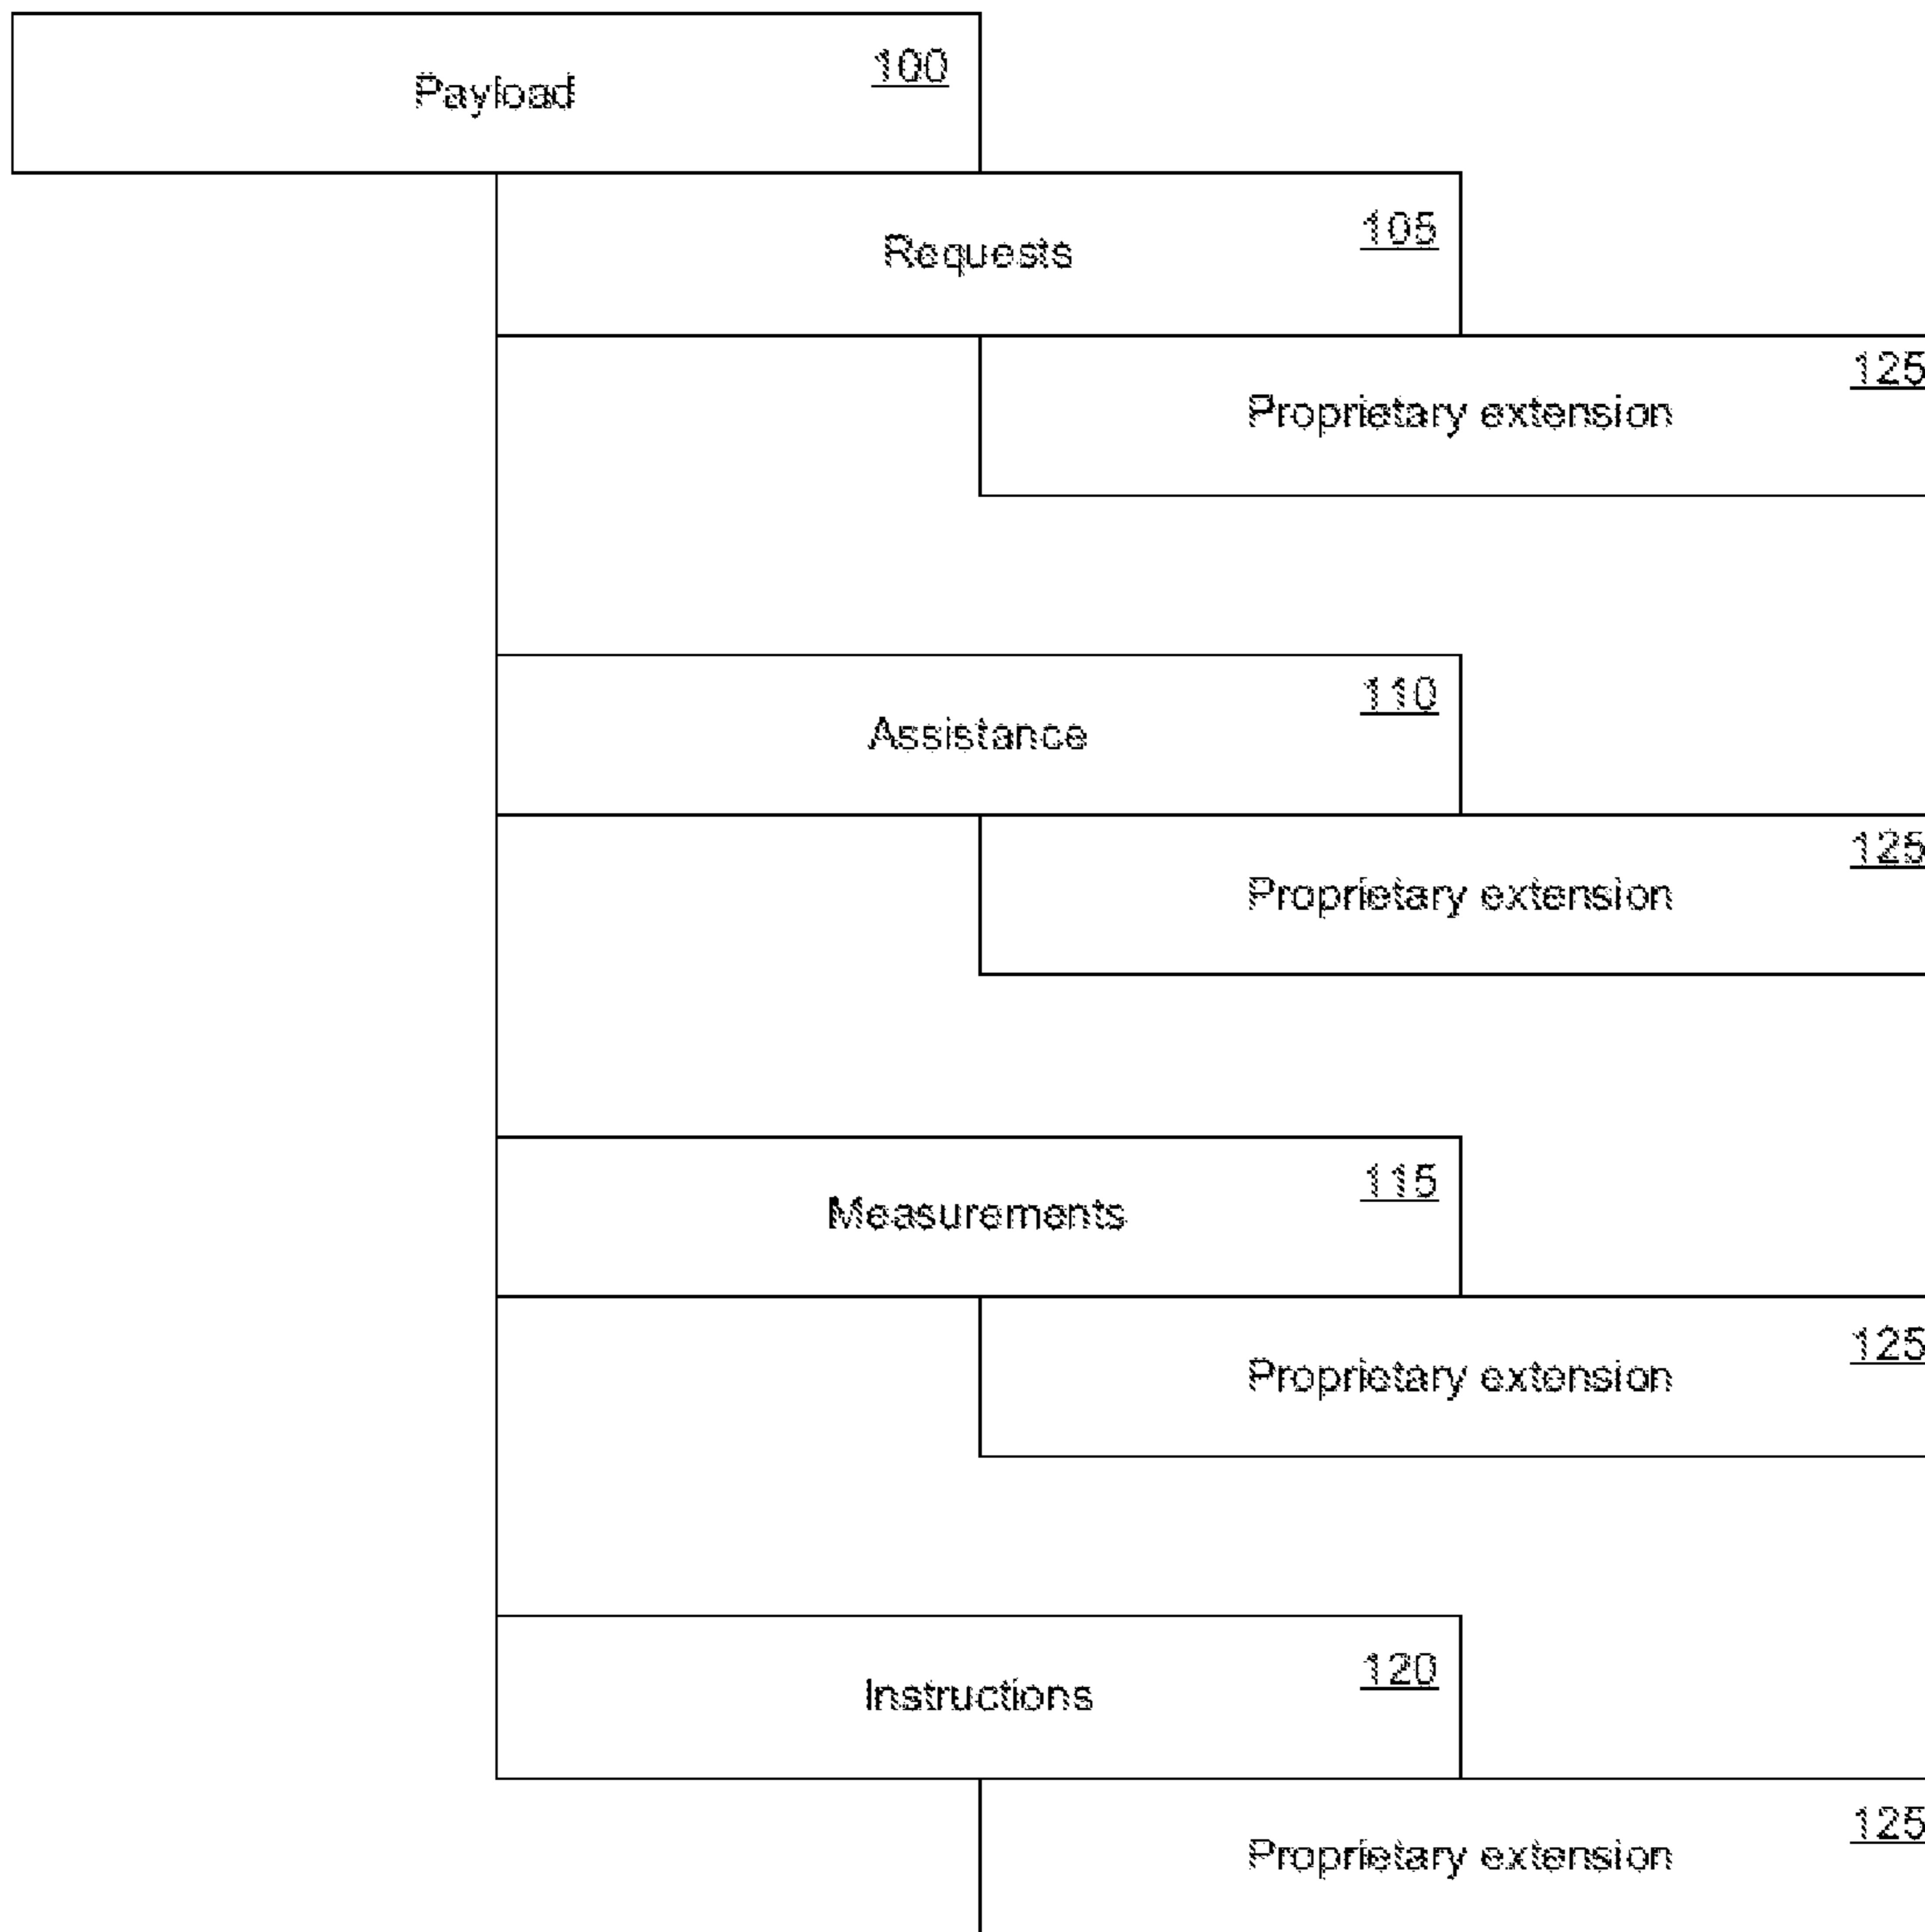 100
Payload
105
Requests
125
Proprietary extension
110
Assistance
125
Proprietary extension
115
Measurements
125
Proprietary extension
120
Instructions
125
Proprietary extension